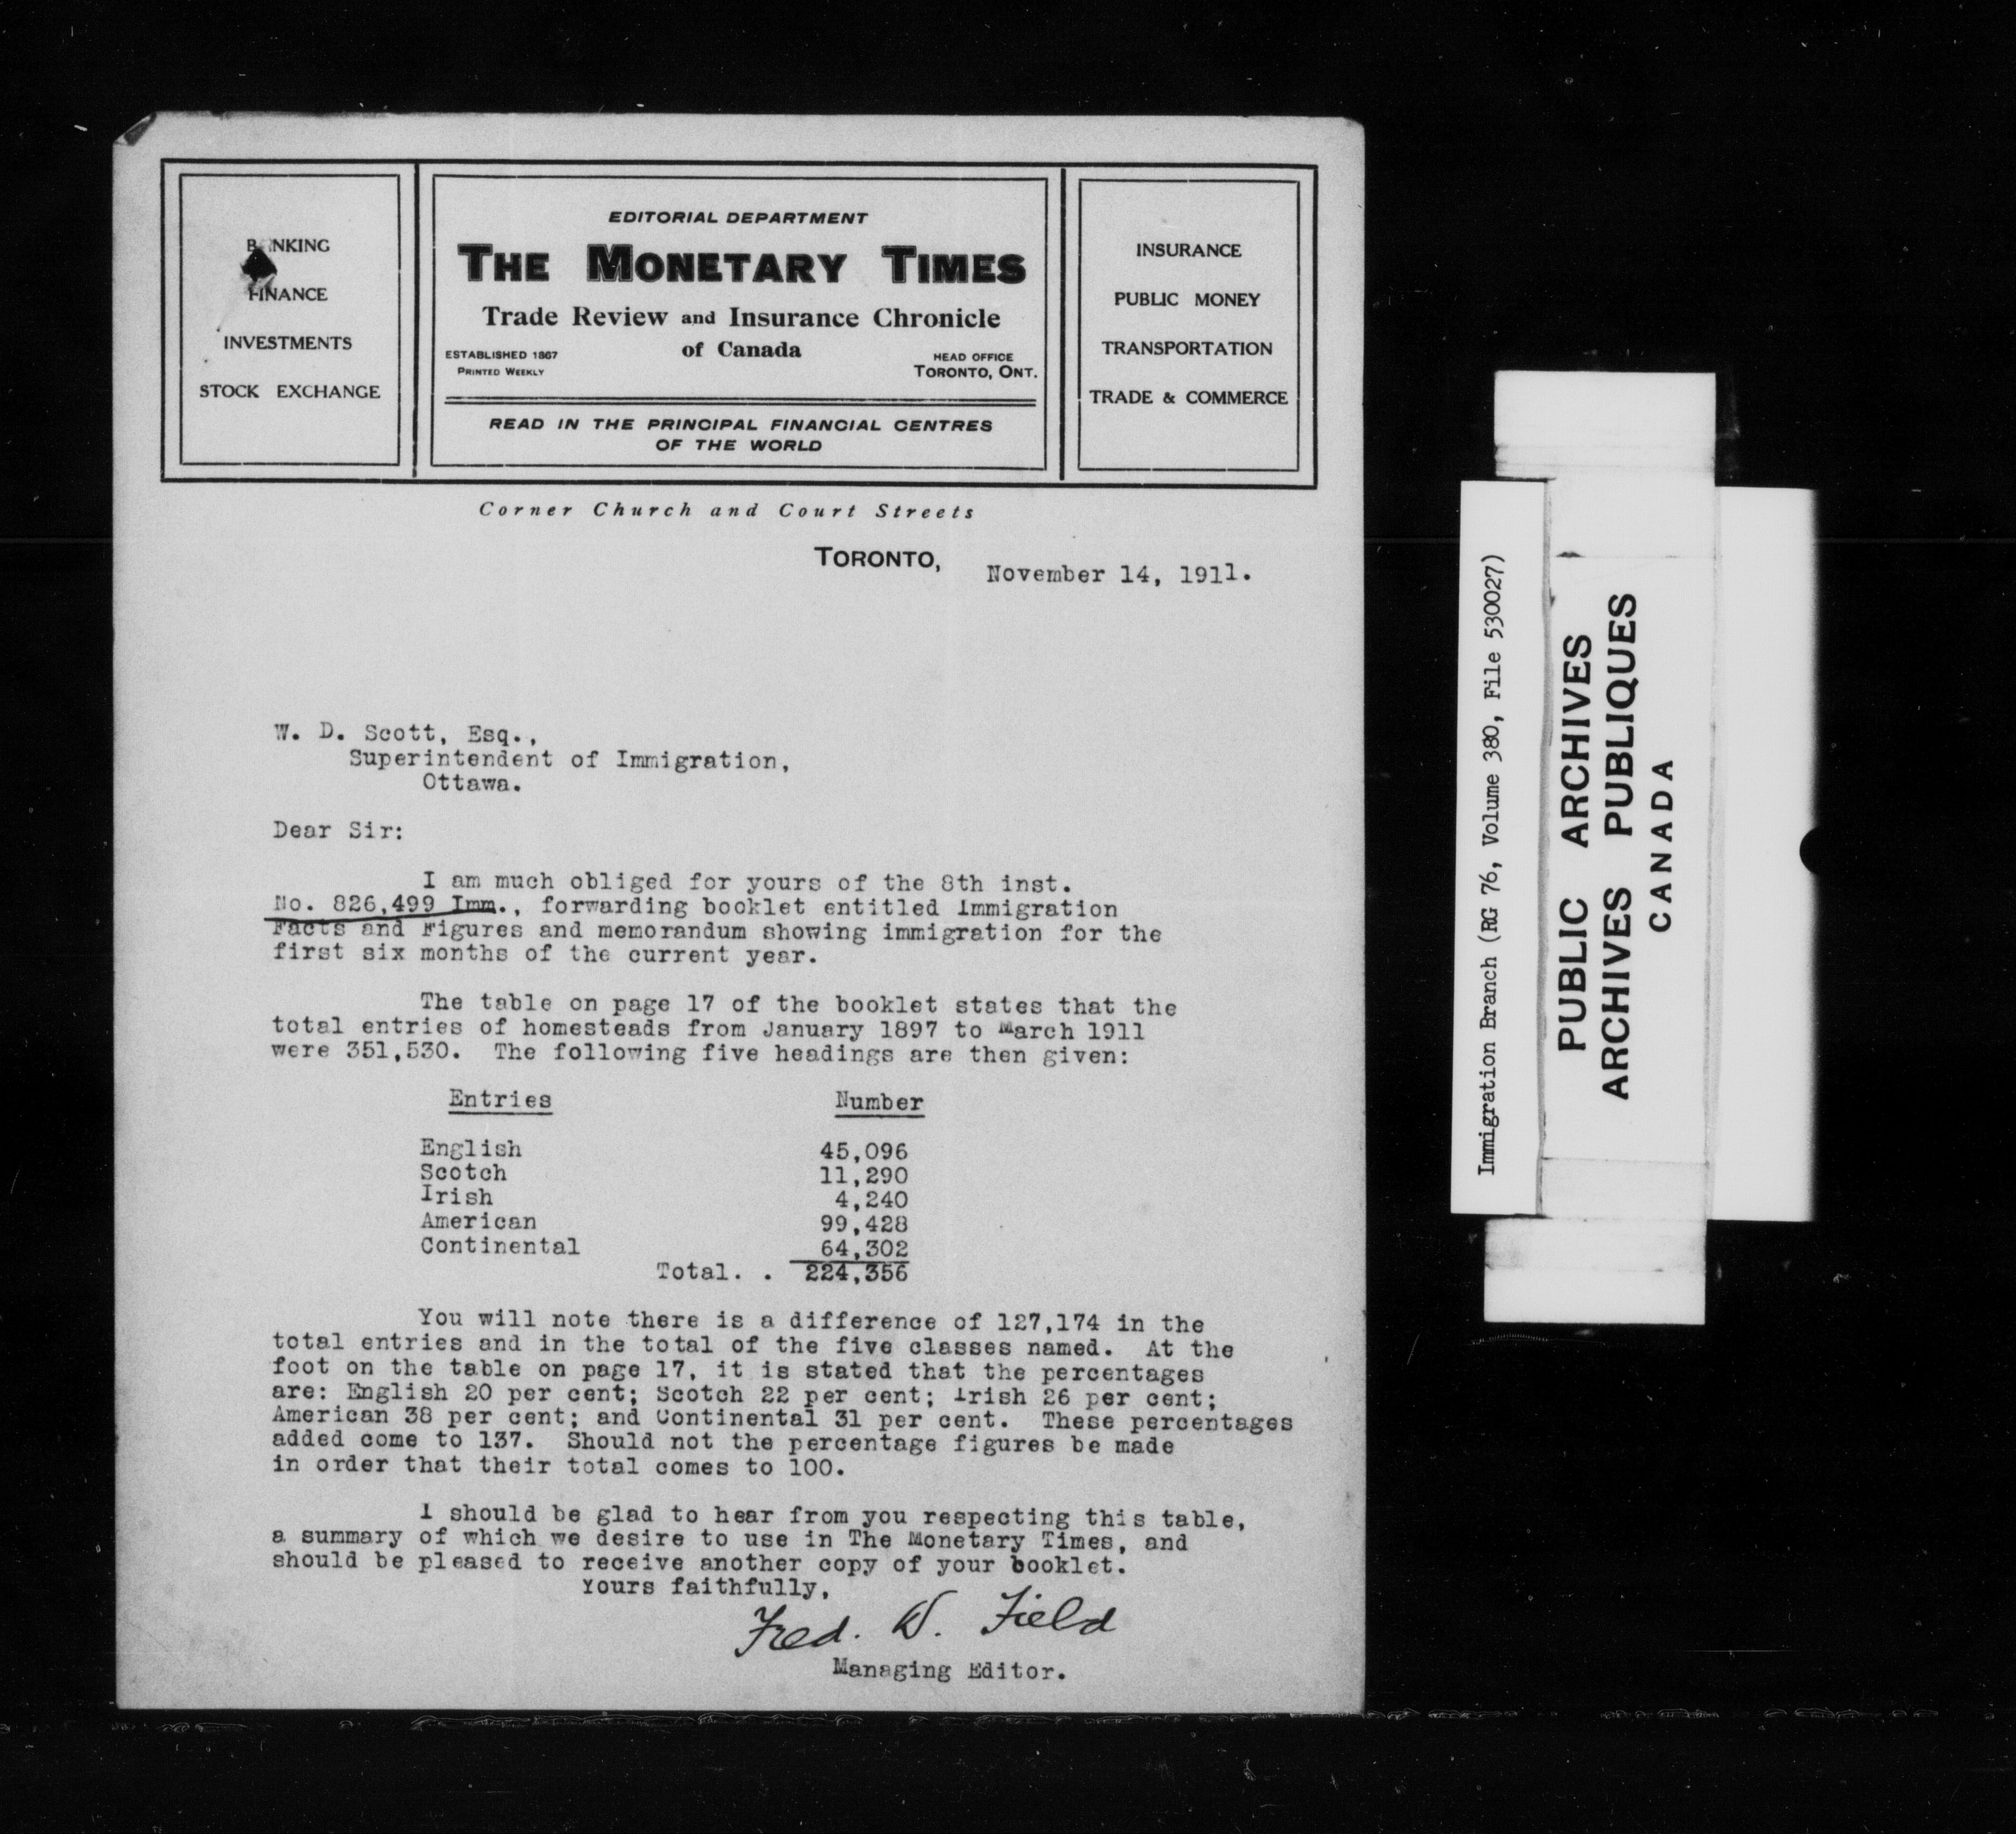 BANKING
FINANCE
INVESTMENTS
STOCK EXCHANGE
EDITORIAL DEPARTMENT
THE MONETARY TIMES
Trade Review and Insurance Chronicle
of Canada
ESTABLISHED 1867
PRINTED WEEKLY
HEAD OFFICE
TORONTO, ONT.
READ IN THE PRINCIPAL FINANCIAL CENTRES
OF THE WORLD
INSURANCE
PUBLIC MONEY
TRANSPORTATION
TRADE & COMMERCE
Corner Church and Court Streets
TORONTO, November 14, 1911.
W. D. Scott, Esq.,
Superintendent of Immigration,
Ottawa.
Dear Sir:
I am much obliged for yours of the 8th inst.
No. 826,499 Imm., forwarding booklet entitled Immigration
Facts and Figures and memorandum showing immigration for the
first six months of the current year.
The table on page 17 of the booklet states that the
total entries of homesteads from January 1897 to March 1911
were 351,530. The following five headings are then given:
Entries Number
English 45,096
Scotch 11,290
Irish 4,240
American 99,428
Continental 64,302
Total. . 224,356
You will note there is a difference of 127,174 in the
total entries and in the total of the five classes named. At the
foot on the table on page 17, it is stated that the percentages
are: English 20 per cent; Scotch 22 per cent; Irish 26 per cent;
American 38 per cent; and Continental 31 per cent. These percentages
added come to 137. Should not the percentage figures be made
in order that their total comes to 100.
I should be glad to hear from you respecting this table,
a summary of which we desire to use in The Monetary Times, and
should be pleased to receive another copy of your booklet.
Yours faithfully,
Fred. W. Field
Managing Editor.
Immigration Branch (RG 76, Volume 380, File 530027)
PUBLIC ARCHIVES
ARCHIVES PUBLIQUES
CANADA